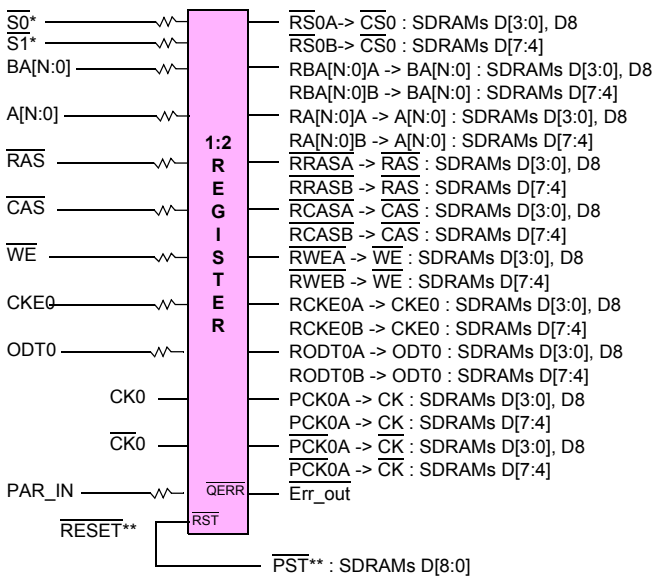 S0* RS0A-> CS0 : SDRAMs D[3:0], D8
S1* RS0B-> CS0 : SDRAMs D[7:4]
BA[N:0] RBA[N:0]A -> BA[N:0] : SDRAMs D[3:0], D8
RBA[N:0]B -> BA[N:0] : SDRAMs D[7:4]
A[N:0] RA[N:0]A -> A[N:0] : SDRAMs D[3:0], D8
RA[N:0]B -> A[N:0] : SDRAMs D[7:4]
1:2
REGISTER
RAS RRASA -> RAS : SDRAMs D[3:0], D8
RRASB -> RAS : SDRAMs D[7:4]
CAS RCASA -> CAS : SDRAMs D[3:0], D8
RCASB -> CAS : SDRAMs D[7:4]
WE RWEA -> WE : SDRAMs D[3:0], D8
RWEB -> WE : SDRAMs D[7:4]
CKE0 RCKE0A -> CKE0 : SDRAMs D[3:0], D8
RCKE0B -> CKE0 : SDRAMs D[7:4]
ODT0 RODT0A -> ODT0 : SDRAMs D[3:0], D8
RODT0B -> ODT0 : SDRAMs D[7:4]
CK0 PCK0A -> CK : SDRAMs D[3:0], D8
PCK0A -> CK : SDRAMs D[7:4]
CK0 PCK0A -> CK : SDRAMs D[3:0], D8
PCK0A -> CK : SDRAMs D[7:4]
PAR_IN QERR Err_out
RESET** RST
PST** : SDRAMs D[8:0]